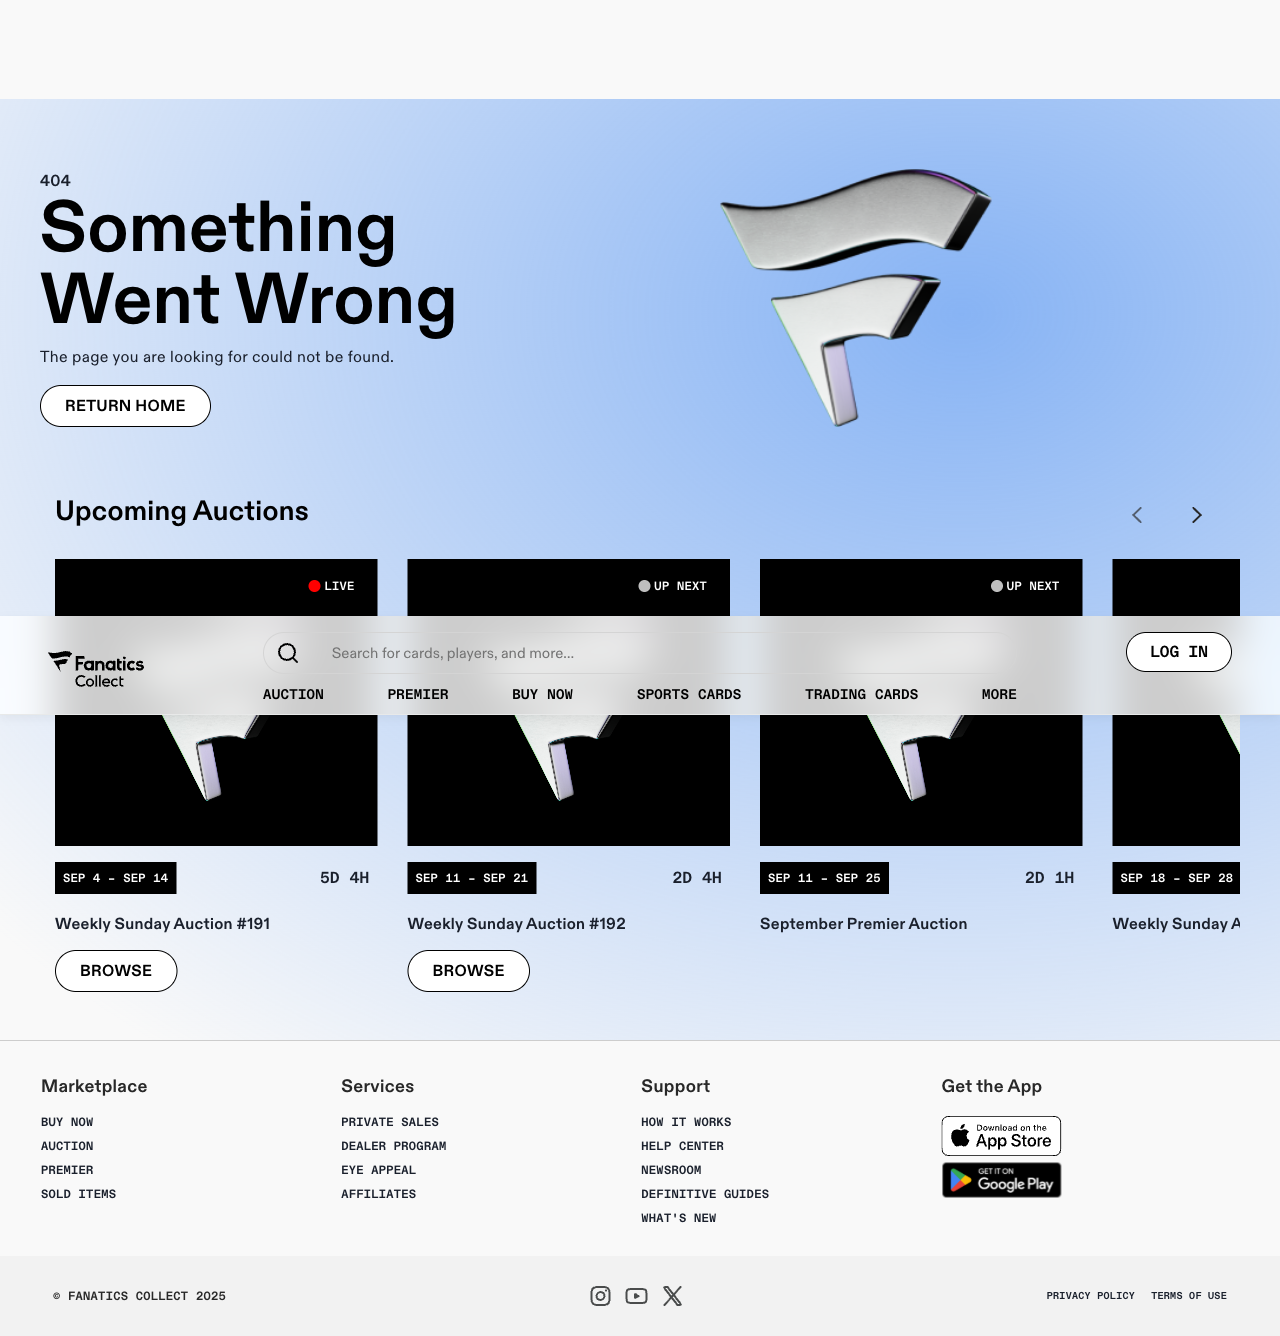 404
Something
Went Wrong
The page you are looking for could not be found.
RETURN HOME
Upcoming Auctions
LIVE
UP NEXT
UP NEXT
Fanatics
Collect
Search for cards, players, and more...
LOG IN
AUCTION
PREMIER
BUY NOW
SPORTS CARDS
TRADING CARDS
MORE
SEP 4 – SEP 14
5D 4H
SEP 11 – SEP 21
2D 4H
SEP 11 – SEP 25
2D 1H
SEP 18 – SEP 28
Weekly Sunday Auction #191
Weekly Sunday Auction #192
September Premier Auction
Weekly Sunday A
BROWSE
BROWSE
Marketplace
BUY NOW
AUCTION
PREMIER
SOLD ITEMS
Services
PRIVATE SALES
DEALER PROGRAM
EYE APPEAL
AFFILIATES
Support
HOW IT WORKS
HELP CENTER
NEWSROOM
DEFINITIVE GUIDES
WHAT'S NEW
Get the App
Download on the
App Store
GET IT ON
Google Play
© FANATICS COLLECT 2025
PRIVACY POLICY
TERMS OF USE